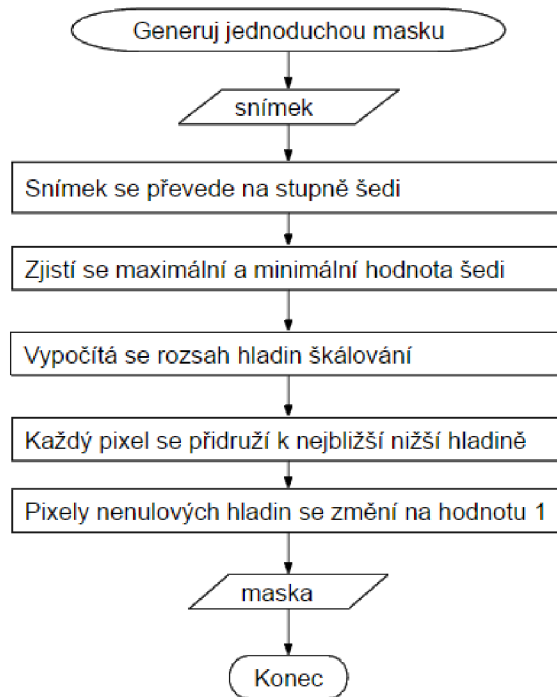 Generuj jednoduchou masku
snímek
Snímek se převede na stupně šedi
Zjistí se maximální a minimální hodnota šedi
Vypočítá se rozsah hladin škálování
Každý pixel se přidruží k nejbližší nižší hladině
Pixely nenulových hladin se změní na hodnotu 1
maska
Konec